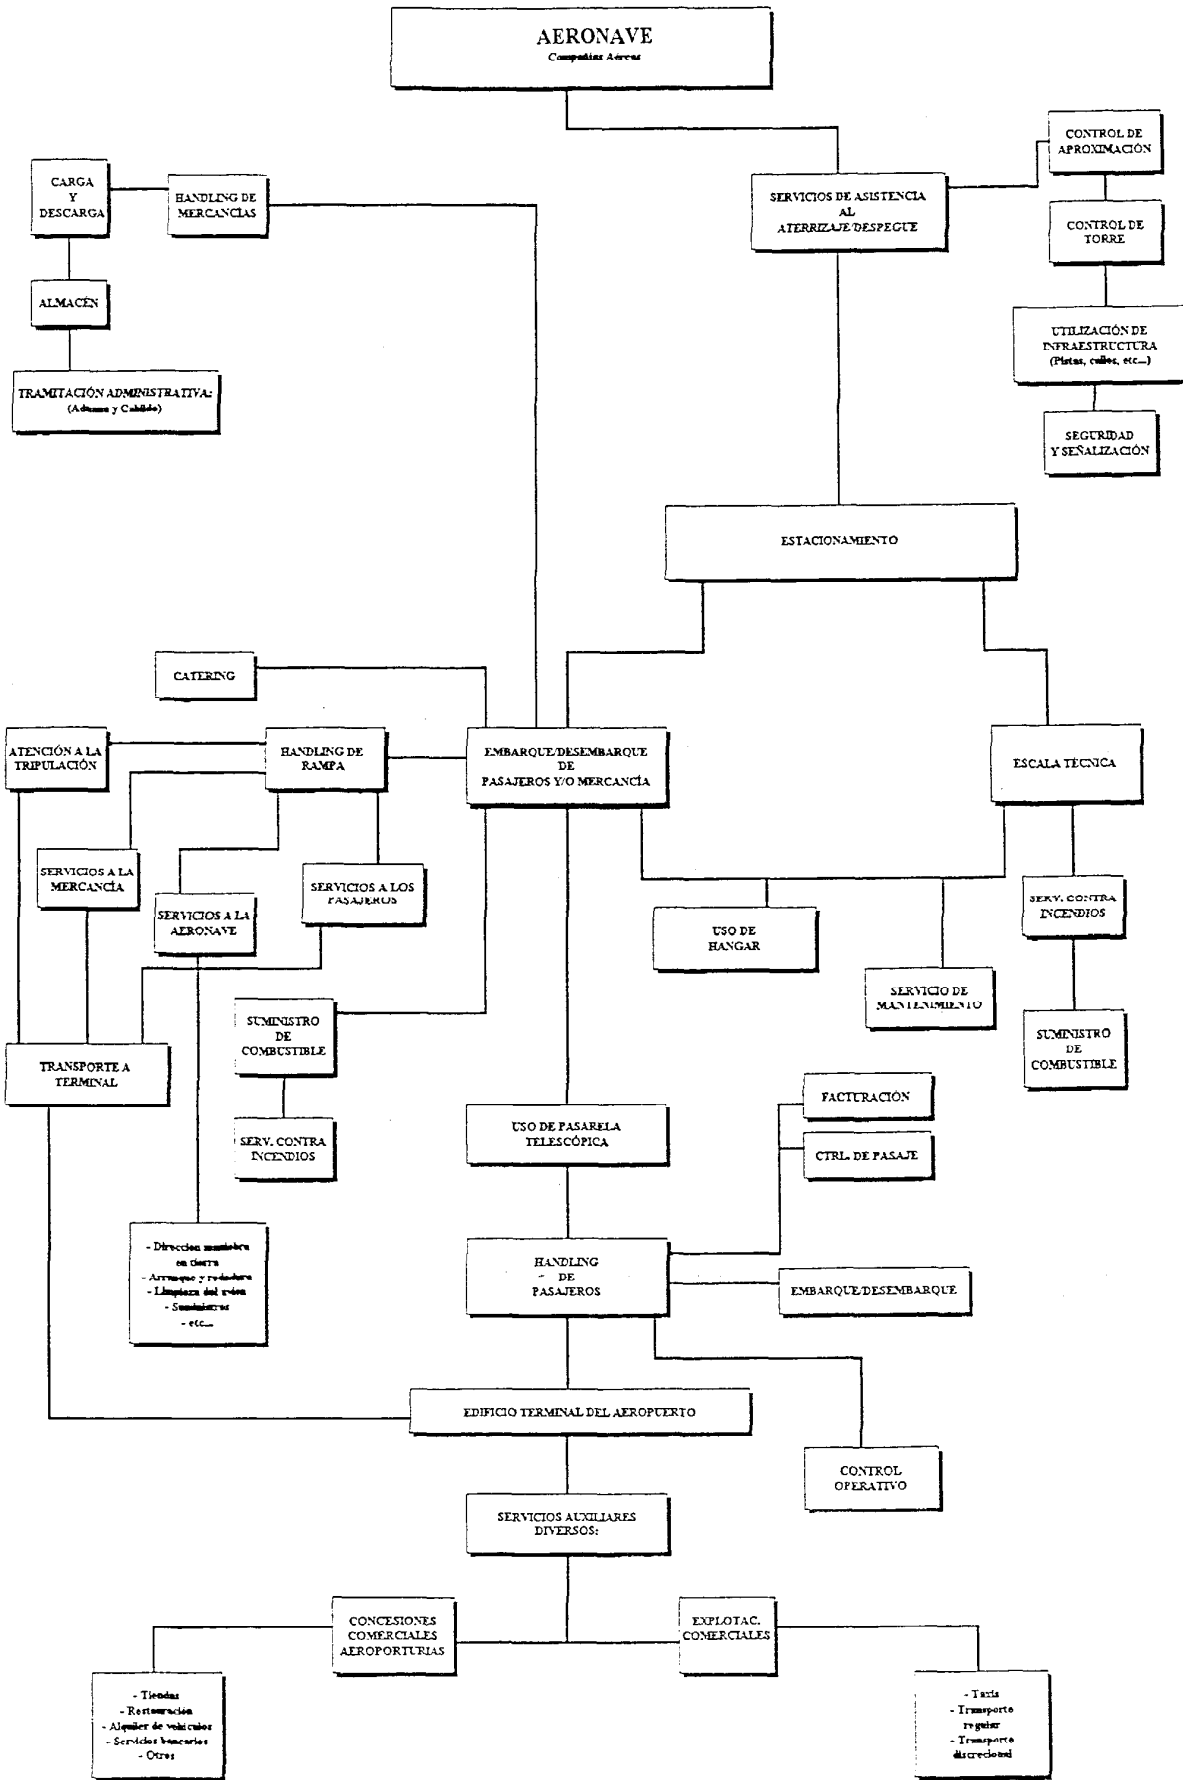 AERONAVE
Compañías Aéreas
CONTROL DE
APROXIMACIÓN
CARGA
Y
DESCARGA
HANDLING DE
MERCANCÍAS
SERVICIOS DE ASISTENCIA
AL
ATERRIZAJE/DESPEGUE
CONTROL DE
TORRE
ALMACÉN
UTILIZACIÓN DE
INFRAESTRUCTURA
(Pistas, calles, etc...)
TRAMITACIÓN ADMINISTRATIVA:
(Aduana y Cabildo)
SEGURIDAD
Y SEÑALIZACIÓN
ESTACIONAMIENTO
CATERING
ATENCIÓN A LA
TRIPULACIÓN
HANDLING DE
RAMPA
EMBARQUE/DESEMBARQUE
DE
PASAJEROS Y/O MERCANCÍA
ESCALA TÉCNICA
SERVICIOS A LA
MERCANCÍA
SERVICIOS A LOS
PASAJEROS
SERVICIOS A LA
AERONAVE
USO DE
HANGAR
SERV. CONTRA
INCENDIOS
SERVICIO DE
MANTENIMIENTO
SUMINISTRO
DE
COMBUSTIBLE
SUMINISTRO
DE
COMBUSTIBLE
TRANSPORTE A
TERMINAL
FACTURACIÓN
USO DE PASARELA
TELESCÓPICA
SERV. CONTRA
INCENDIOS
CTRL. DE PASAJE
- Dirección maniobra
en tierra
- Arranque y rodadura
- Limpieza del avión
- Suministros
- etc...
HANDLING
- DE
PASAJEROS
EMBARQUE/DESEMBARQUE
EDIFICIO TERMINAL DEL AEROPUERTO
CONTROL
OPERATIVO
SERVICIOS AUXILIARES
DIVERSOS:
CONCESIONES
COMERCIALES
AEROPORTURIAS
EXPLOTAC.
COMERCIALES
- Tiendas
- Restauración
- Alquiler de vehículos
- Servicios bancarios
- Otros
- Taxis
- Transporte
regular
- Transporte
discrecional